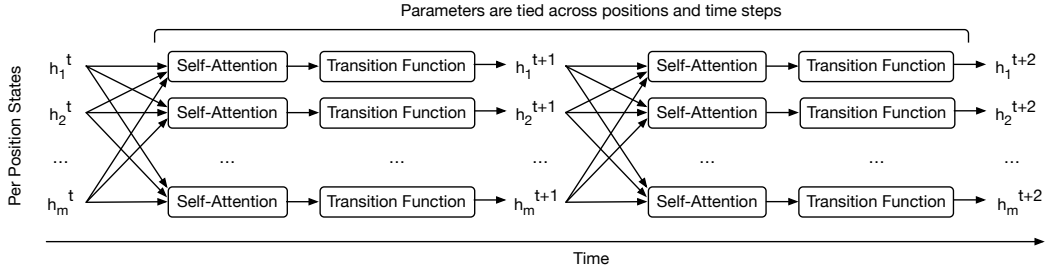 Parameters are tied across positions and time steps
Per Position States
h₁ᵗ Self-Attention Transition Function h₁ᵗ⁺¹ Self-Attention Transition Function h₁ᵗ⁺²
h₂ᵗ Self-Attention Transition Function h₂ᵗ⁺¹ Self-Attention Transition Function h₂ᵗ⁺²
... ... ... ... ... ... ...
hₘᵗ Self-Attention Transition Function hₘᵗ⁺¹ Self-Attention Transition Function hₘᵗ⁺²
Time